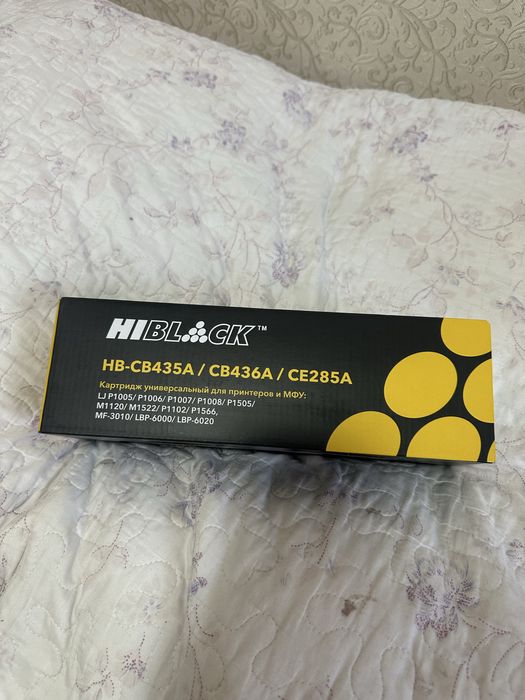 HIBLACK™
HB-CB435A / CB436A / CE285A
Картридж универсальный для принтеров и МФУ:
LJ P1005/ P1006/ P1007/ P1008/ P1505/
M1120/ M1522/ P1102/ P1566,
MF-3010/ LBP-6000/ LBP-6020